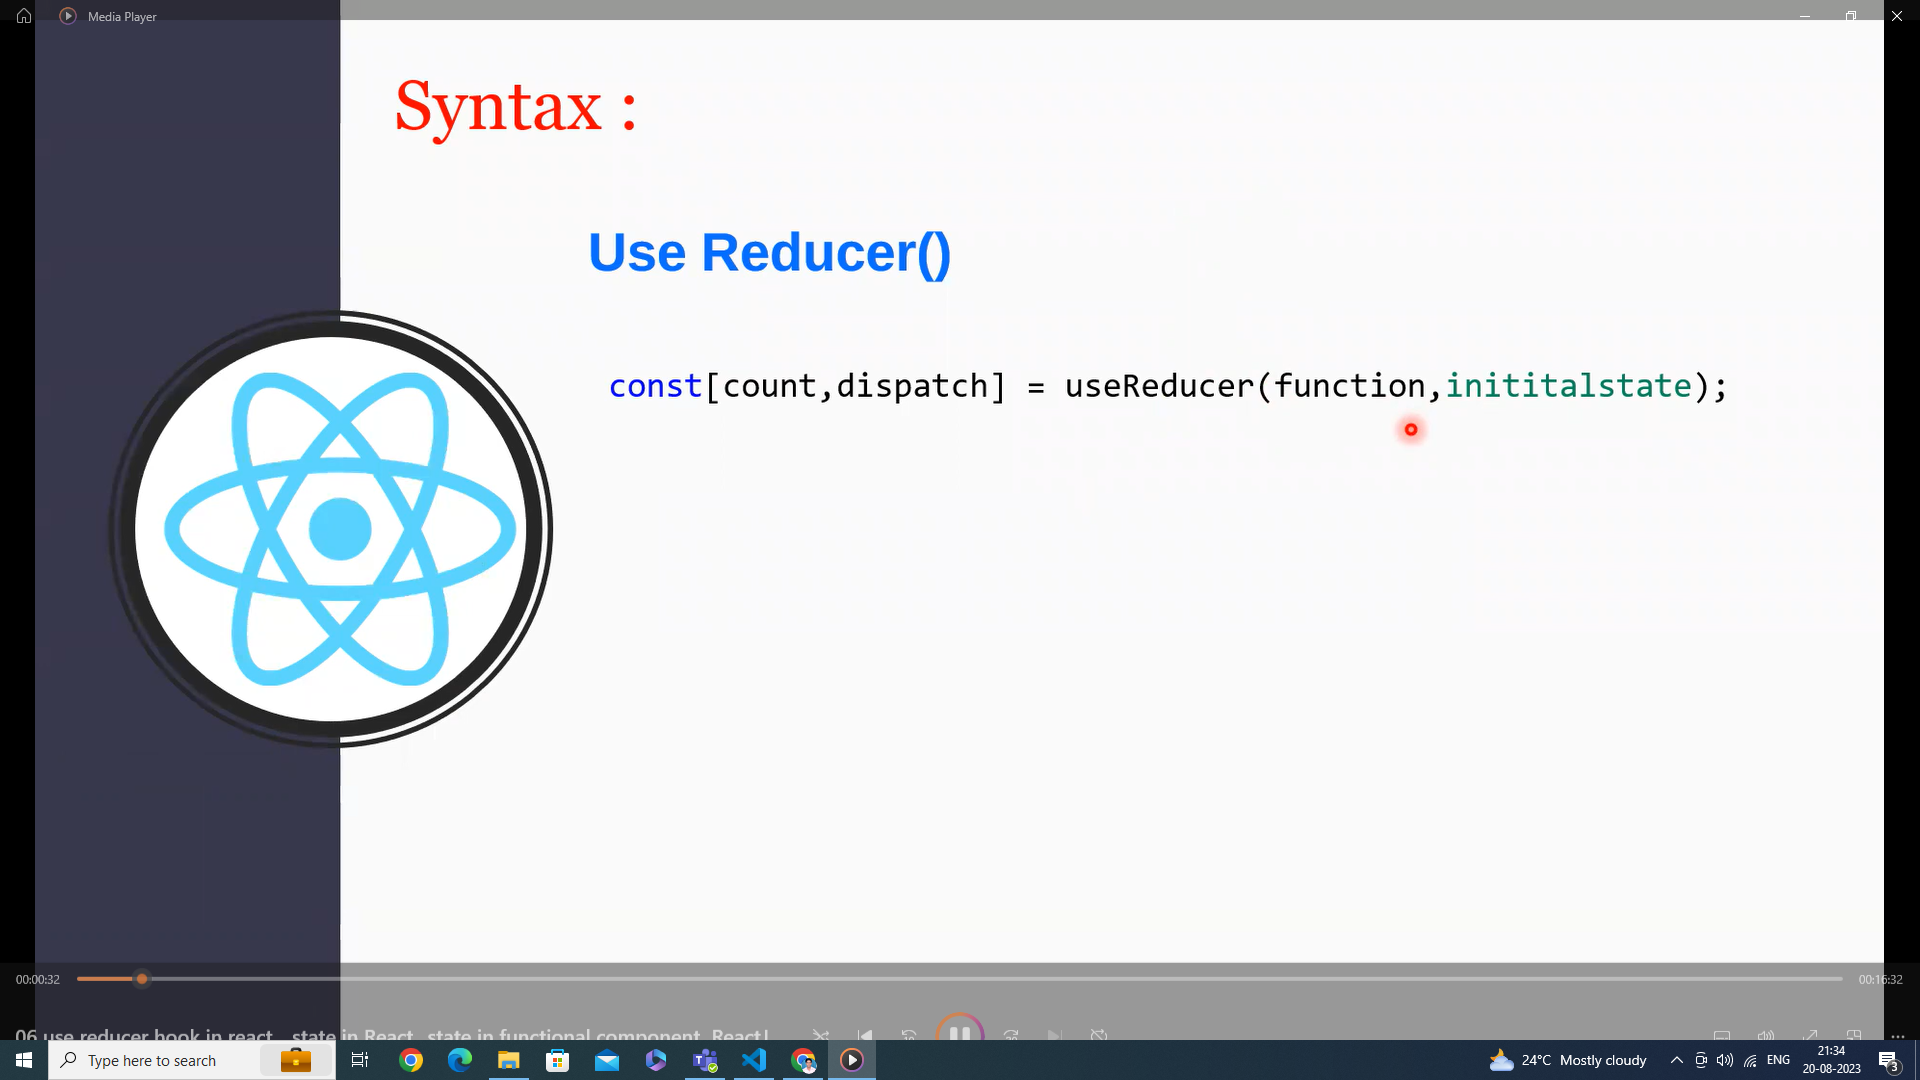 Media Player
Syntax :
Use Reducer()
const[count,dispatch] = useReducer(function,inititalstate);
00:00:32
00:16:32
06 use reducer hook in react
state in React
state in functional component
React
Type here to search
24°C Mostly cloudy
ENG
21:34
20-08-2023
3